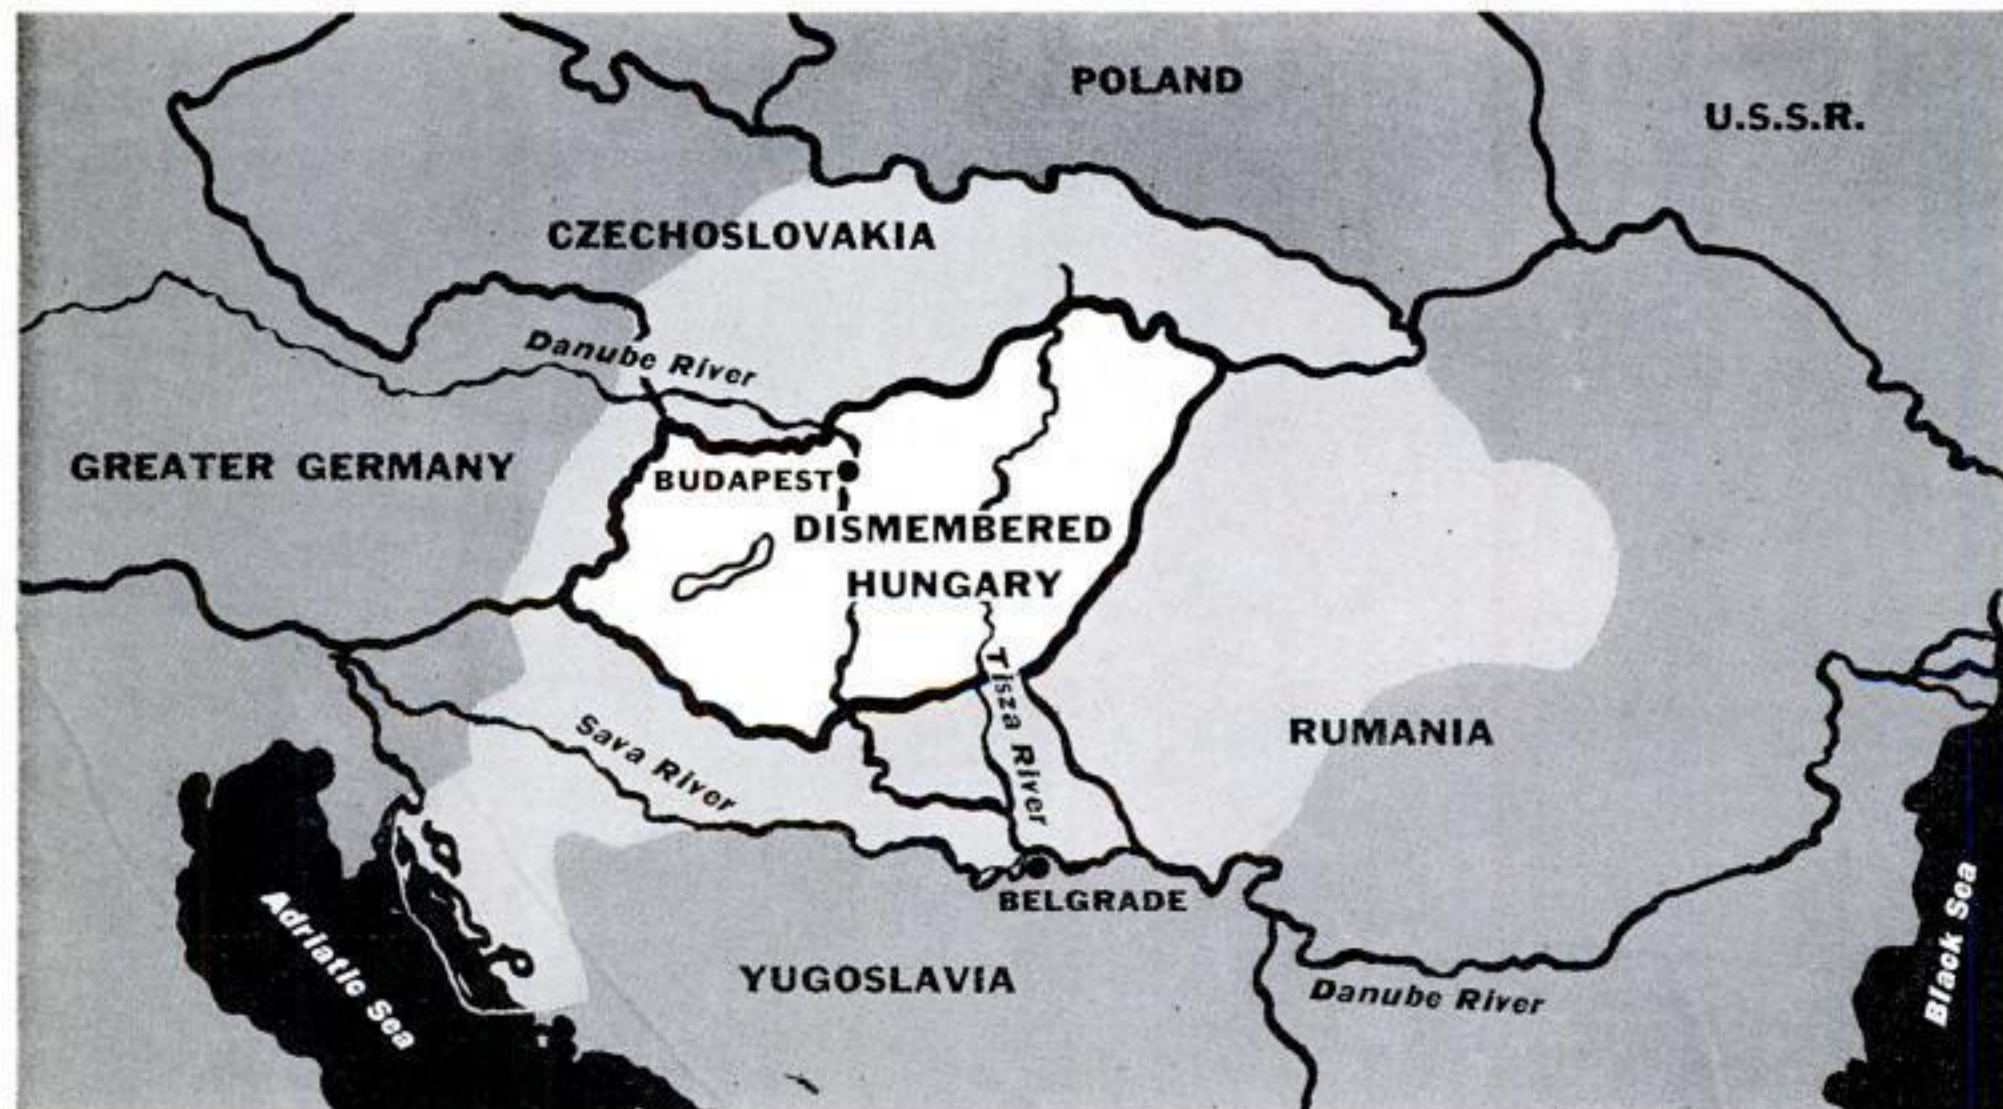 POLAND
U.S.S.R.
CZECHOSLOVAKIA
Danube River
GREATER GERMANY
BUDAPEST
DISMEMBERED
HUNGARY
Tisza River
Sava River
RUMANIA
BELGRADE
Adriatic Sea
YUGOSLAVIA
Danube River
Black Sea